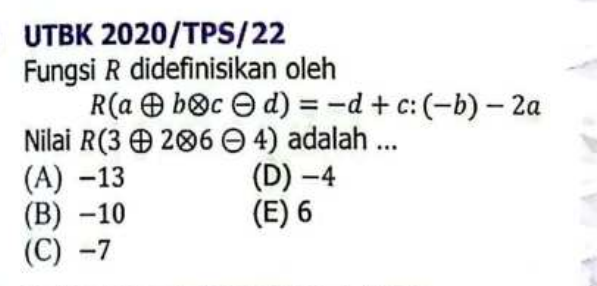 UTBK 2020/TPS/22
Fungsi R didefinisikan oleh
R(a ⊕ b⊗c ⊖ d) = −d + c: (−b) − 2a
Nilai R(3 ⊕ 2⊗6 ⊖ 4) adalah ...
(A) −13 (D) −4
(B) −10 (E) 6
(C) −7